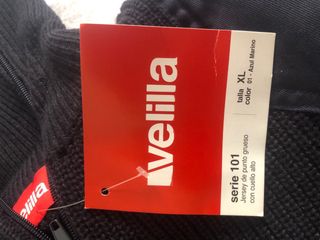 velilla
serie 101
Jersey de punto grueso
con cuello alto
talla XL
color 01 - Azul Marino
velilla